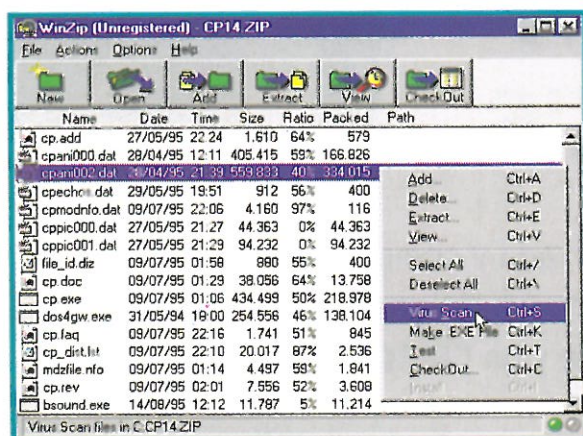 WinZip (Unregistered) - CP14.ZIP
File Actions Options Help
New Open Add Extract View CheckOut
Name Date Time Size Ratio Packed Path
cp.add 27/05/95 22:24 1.610 64% 579
cpani000.dat 28/04/95 12:11 405.415 59% 166.826
cpani002.dat 21:39 559.833 40% 334.015
cpechos.dat 29/05/95 19:51 912 56% 400
cpmodnfo.dat 09/07/95 22:06 4.160 97% 116
cppic000.dat 27/05/95 21:27 44.363 0% 44.363
cppic001.dat 27/05/95 21:29 94.232 0% 94.232
file_id.diz 09/07/95 01:58 880 55% 400
cp.doc 09/07/95 01:29 38.056 64% 13.758
cp.exe 09/07/95 01:06 434.499 50% 218.978
dos4gw.exe 31/05/94 18:00 254.556 46% 138.104
cp.faq 09/07/95 22:16 1.741 51% 845
cp_dist.lst 09/07/95 22:10 20.017 87% 2.536
mdzfile.nfo 09/07/95 01:14 4.497 59% 1.841
cp.rev 09/07/95 02:01 7.556 52% 3.608
bsound.exe 14/08/95 12:12 11.787 5% 11.214
Add... Ctrl+A
Delete... Ctrl+D
Extract... Ctrl+E
View... Ctrl+V
Select All Ctrl+/
Deselect All Ctrl+\
Virus Scan Ctrl+S
Make .EXE File Ctrl+K
Test Ctrl+T
CheckOut...
Virus Scan files in C:CP14.ZIP